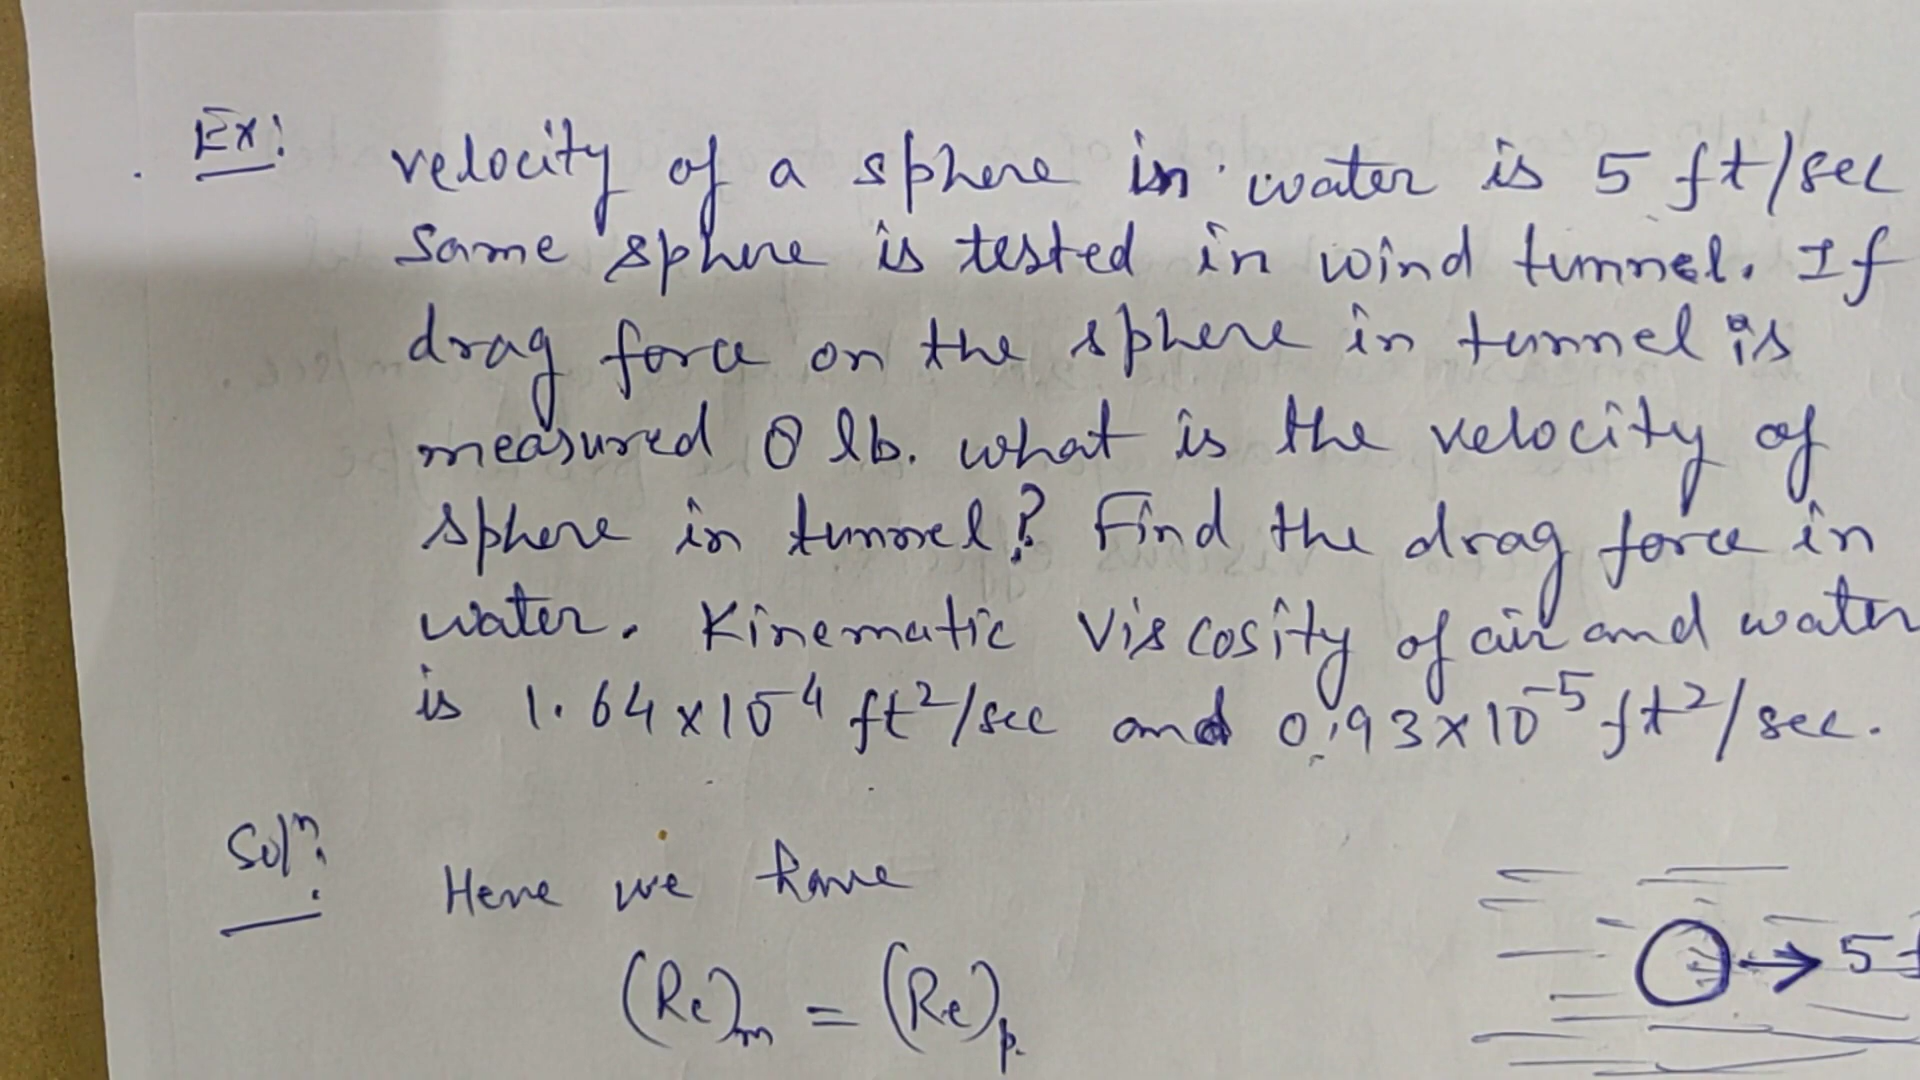 Ex: velocity of a sphere in water is 5 ft/sec
Same sphere is tested in wind tunnel. If
drag force on the sphere in tunnel is
measured 0 lb. what is the velocity of
sphere in tunnel? Find the drag force in
water. Kinematic Viscosity of air and water
is 1.64×10⁻⁴ ft²/sec and 0.93×10⁻⁵ ft²/sec.
Solⁿ: Here we have
(Re)m = (Re)p.
5 f